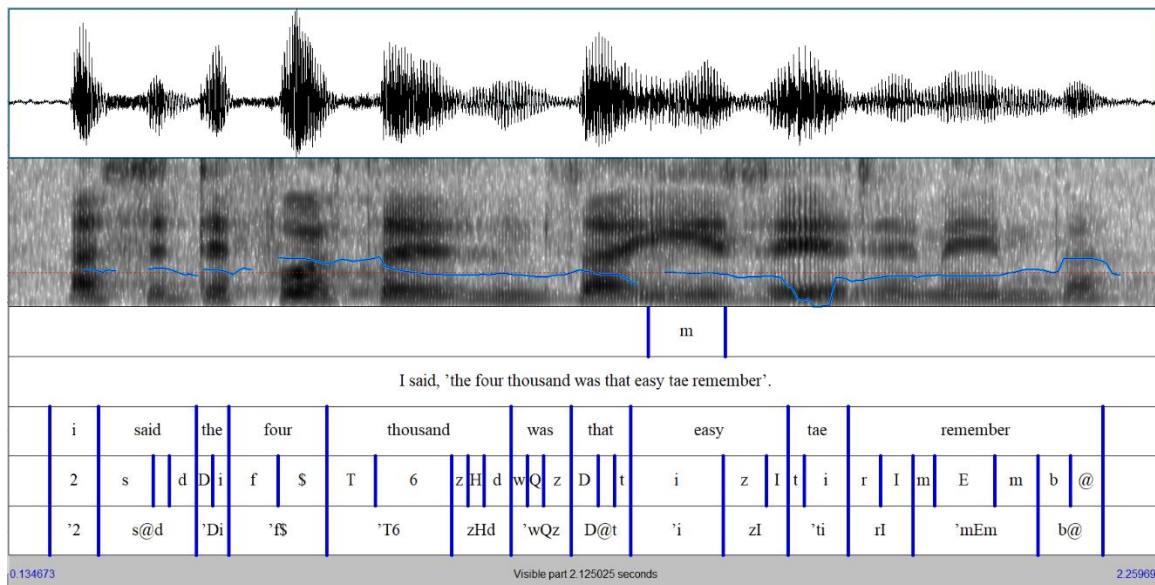 m
I said, ’the four thousand was that easy tae remember’.
i said the four thousand was that easy tae remember
2 s d D i f $ T 6 z H d w Q z D t i z I t i r I m E m b @
’2 s@d ’Di ’f$ ’T6 zHd ’wQz D@t ’i zI ’ti rI ’mEm b@
0.134673 Visible part 2.125025 seconds 2.25969